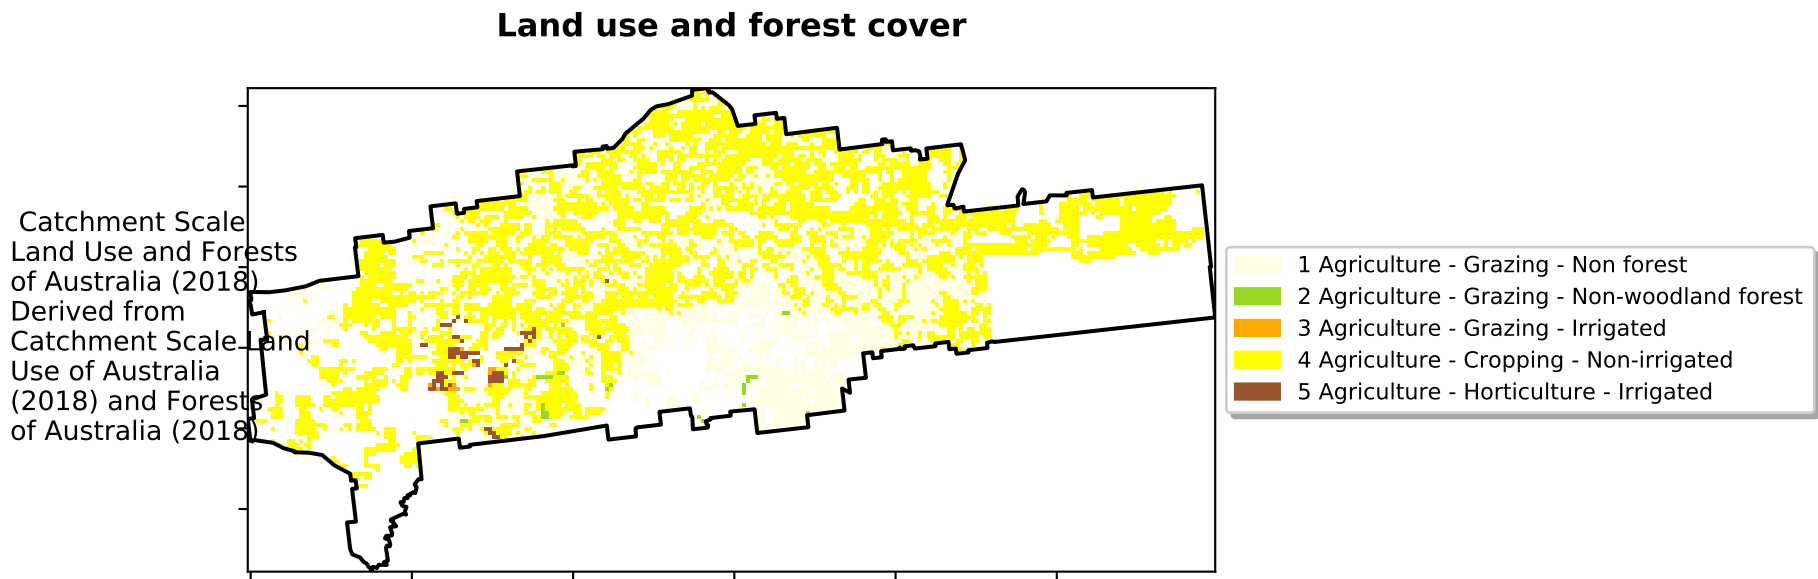 Land use and forest cover
Catchment Scale
Land Use and Forests
of Australia (2018)
Derived from
Catchment Scale Land
Use of Australia
(2018) and Forests
of Australia (2018)
1 Agriculture - Grazing - Non forest
2 Agriculture - Grazing - Non-woodland forest
3 Agriculture - Grazing - Irrigated
4 Agriculture - Cropping - Non-irrigated
5 Agriculture - Horticulture - Irrigated